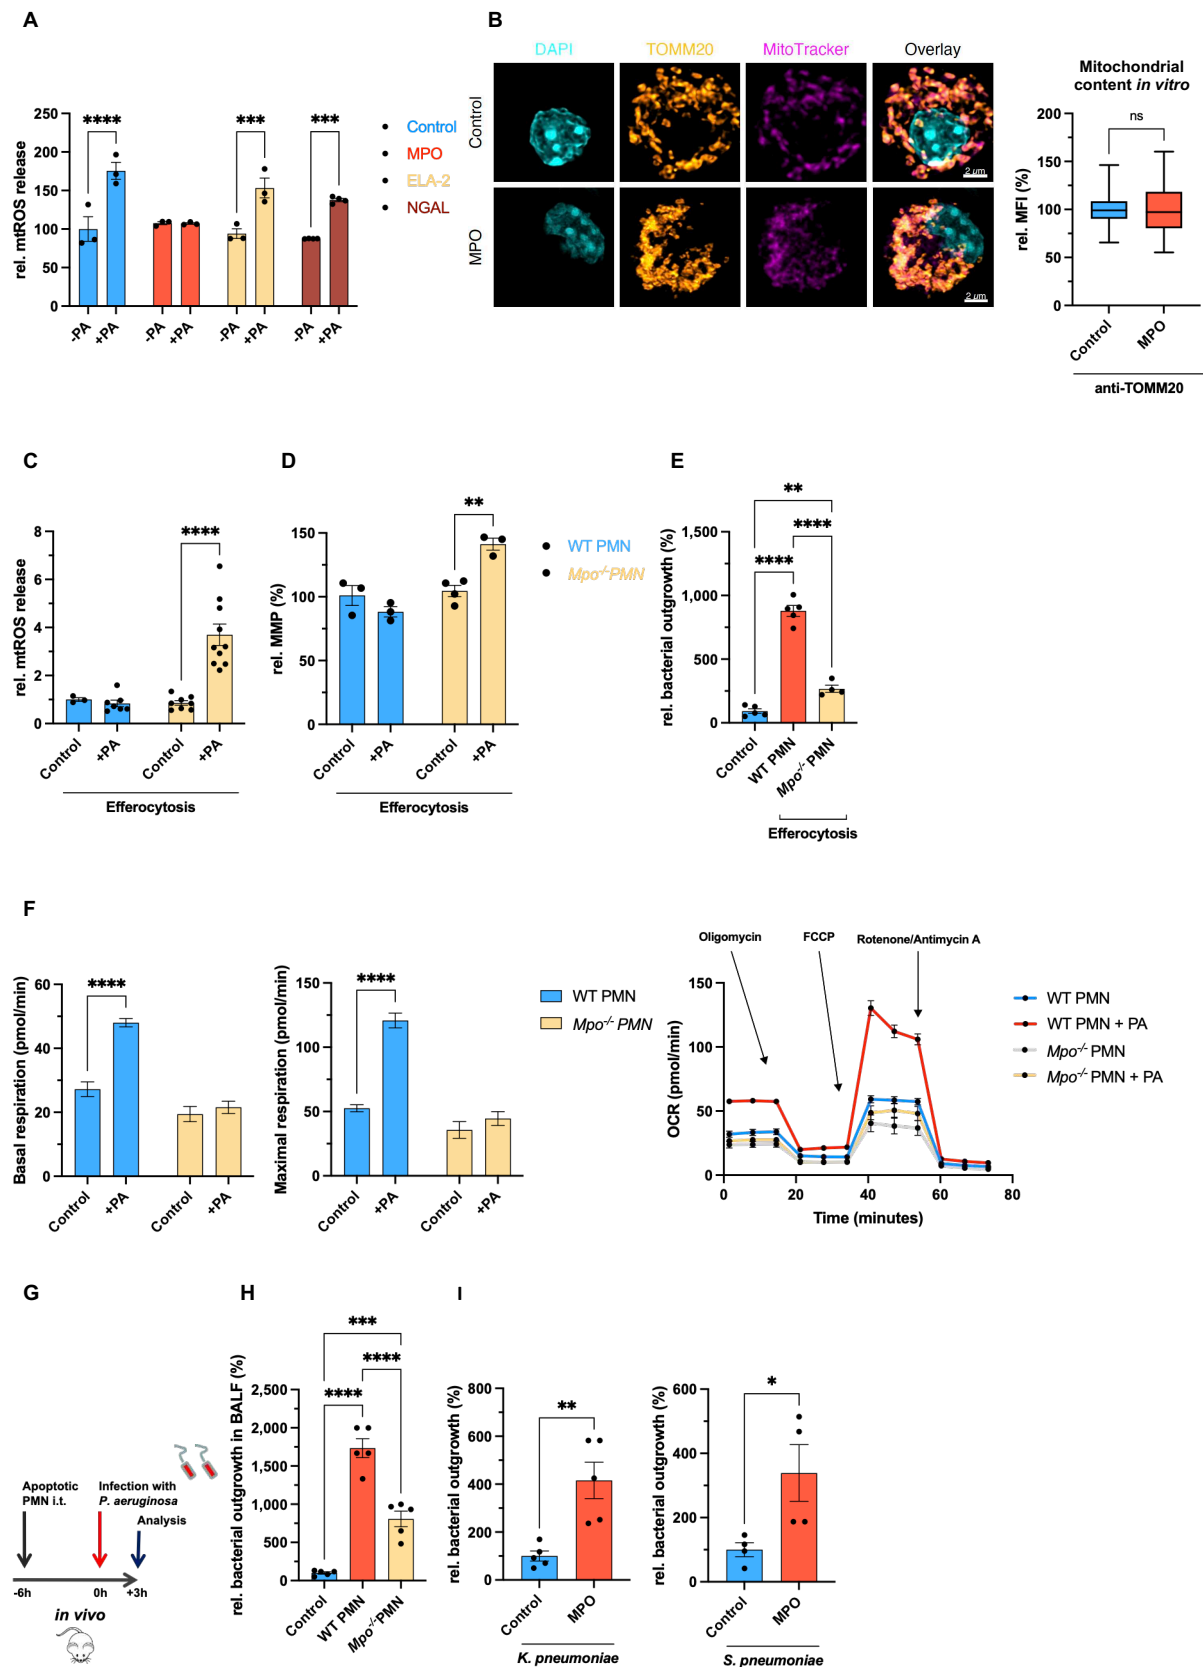 A
250
200
150
100
50
0
rel. mtROS release
****
***
***
-PA
+PA
-PA
+PA
-PA
+PA
-PA
+PA
Control
MPO
ELA-2
NGAL
B
DAPI
TOMM20
MitoTracker
Overlay
Control
MPO
2 µm
2 µm
Mitochondrial
content in vitro
200
150
100
50
0
rel. MFI (%)
ns
Control
MPO
anti-TOMM20
C
8
6
4
2
0
rel. mtROS release
****
Control
+PA
Control
+PA
Efferocytosis
D
150
100
50
0
rel. MMP (%)
**
Control
+PA
Control
+PA
Efferocytosis
WT PMN
Mpo-/- PMN
E
1,500
1,000
500
0
rel. bacterial outgrowth (%)
**
****
****
Control
WT PMN
Mpo-/- PMN
Efferocytosis
F
60
40
20
0
Basal respiration (pmol/min)
****
Control
+PA
Control
+PA
150
100
50
0
Maximal respiration (pmol/min)
****
Control
+PA
Control
+PA
WT PMN
Mpo-/- PMN
Oligomycin
FCCP
Rotenone/Antimycin A
150
100
50
0
OCR (pmol/min)
0
20
40
60
80
Time (minutes)
WT PMN
WT PMN + PA
Mpo-/- PMN
Mpo-/- PMN + PA
G
Apoptotic
PMN i.t.
Infection with
P. aeruginosa
Analysis
-6h
0h
+3h
in vivo
H
2,500
2,000
1,500
1,000
500
0
rel. bacterial outgrowth in BALF (%)
***
****
****
Control
WT PMN
Mpo-/- PMN
I
800
600
400
200
0
rel. bacterial outgrowth (%)
**
Control
MPO
K. pneumoniae
600
400
200
0
rel. bacterial outgrowth (%)
*
Control
MPO
S. pneumoniae